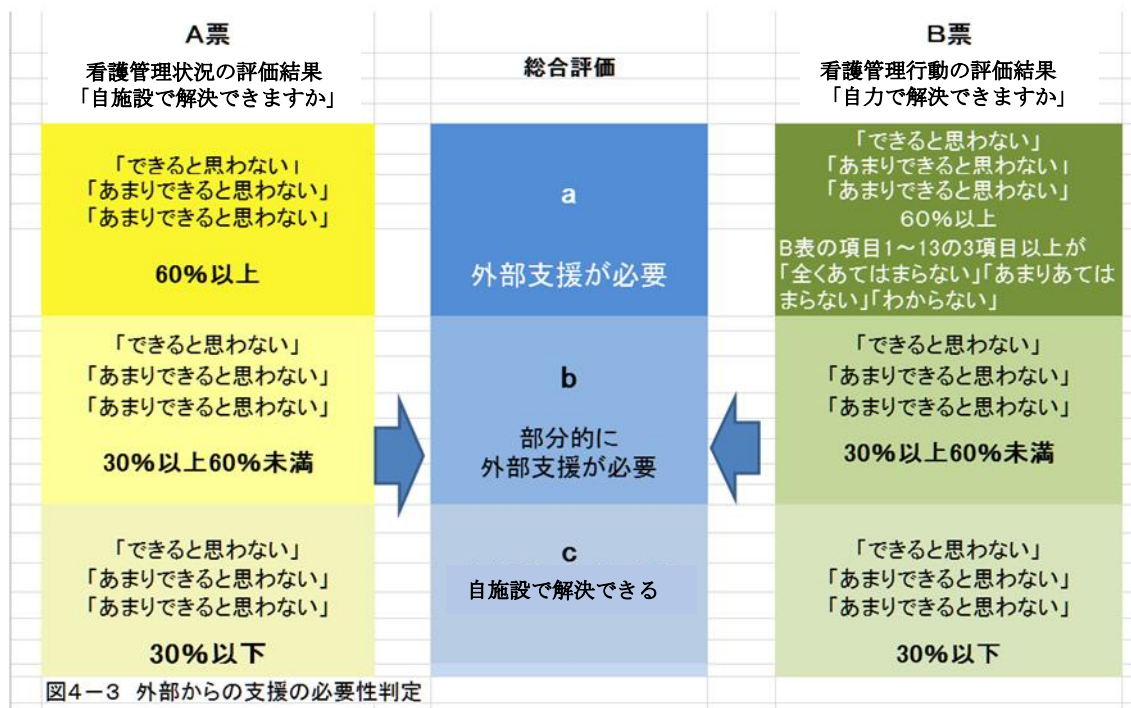 A票
看護管理状況の評価結果
「自施設で解決できますか」
「できると思わない」
「あまりできると思わない」
「あまりできると思わない」
60%以上
「できると思わない」
「あまりできると思わない」
「あまりできると思わない」
30%以上60%未満
「できると思わない」
「あまりできると思わない」
「あまりできると思わない」
30%以下
総合評価
a
外部支援が必要
b
部分的に
外部支援が必要
c
自施設で解決できる
B票
看護管理行動の評価結果
「自力で解決できますか」
「できると思わない」
「あまりできると思わない」
「あまりできると思わない」
60%以上
B表の項目1～13の3項目以上が
「全くあてはまらない」「あまりあては
まらない」「わからない」
「できると思わない」
「あまりできると思わない」
「あまりできると思わない」
30%以上60%未満
「できると思わない」
「あまりできると思わない」
「あまりできると思わない」
30%以下
図4－3 外部からの支援の必要性判定